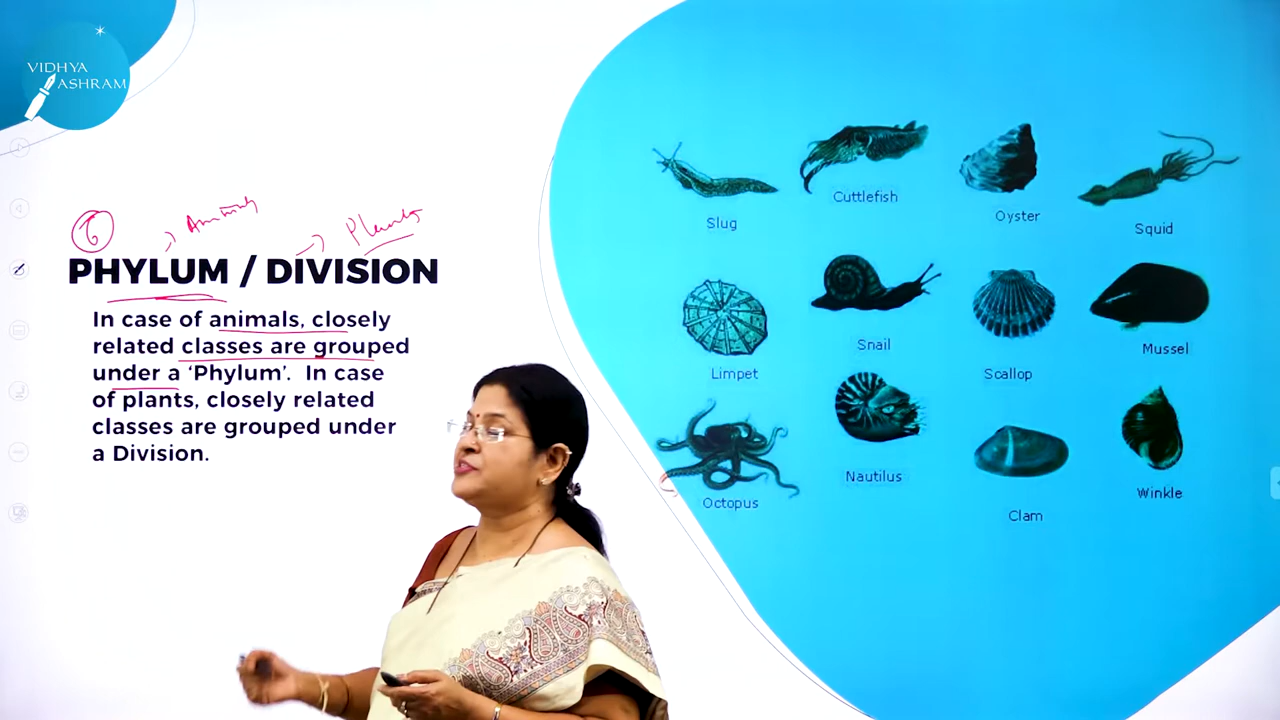 VIDHYA
ASHRAM
6
Animals
Plants
PHYLUM / DIVISION
In case of animals, closely
related classes are grouped
under a ‘Phylum’. In case
of plants, closely related
classes are grouped under
a Division.
Slug
Cuttlefish
Oyster
Squid
Limpet
Snail
Scallop
Mussel
Octopus
Nautilus
Clam
Winkle